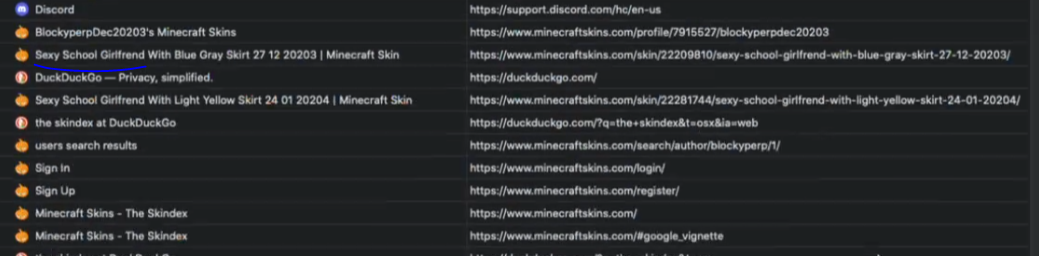 Discord https://support.discord.com/hc/en-us
BlockyperpDec20203's Minecraft Skins https://www.minecraftskins.com/profile/7915527/blockyperpdec20203
Sexy School Girlfrend With Blue Gray Skirt 27 12 20203 | Minecraft Skin https://www.minecraftskins.com/skin/22209810/sexy-school-girlfrend-with-blue-gray-skirt-27-12-20203/
DuckDuckGo — Privacy, simplified. https://duckduckgo.com/
Sexy School Girlfrend With Light Yellow Skirt 24 01 20204 | Minecraft Skin https://www.minecraftskins.com/skin/22281744/sexy-school-girlfrend-with-light-yellow-skirt-24-01-20204/
the skindex at DuckDuckGo https://duckduckgo.com/?q=the+skindex&t=osx&ia=web
users search results https://www.minecraftskins.com/search/author/blockyperp/1/
Sign In https://www.minecraftskins.com/login/
Sign Up https://www.minecraftskins.com/register/
Minecraft Skins - The Skindex https://www.minecraftskins.com/
Minecraft Skins - The Skindex https://www.minecraftskins.com/#google_vignette